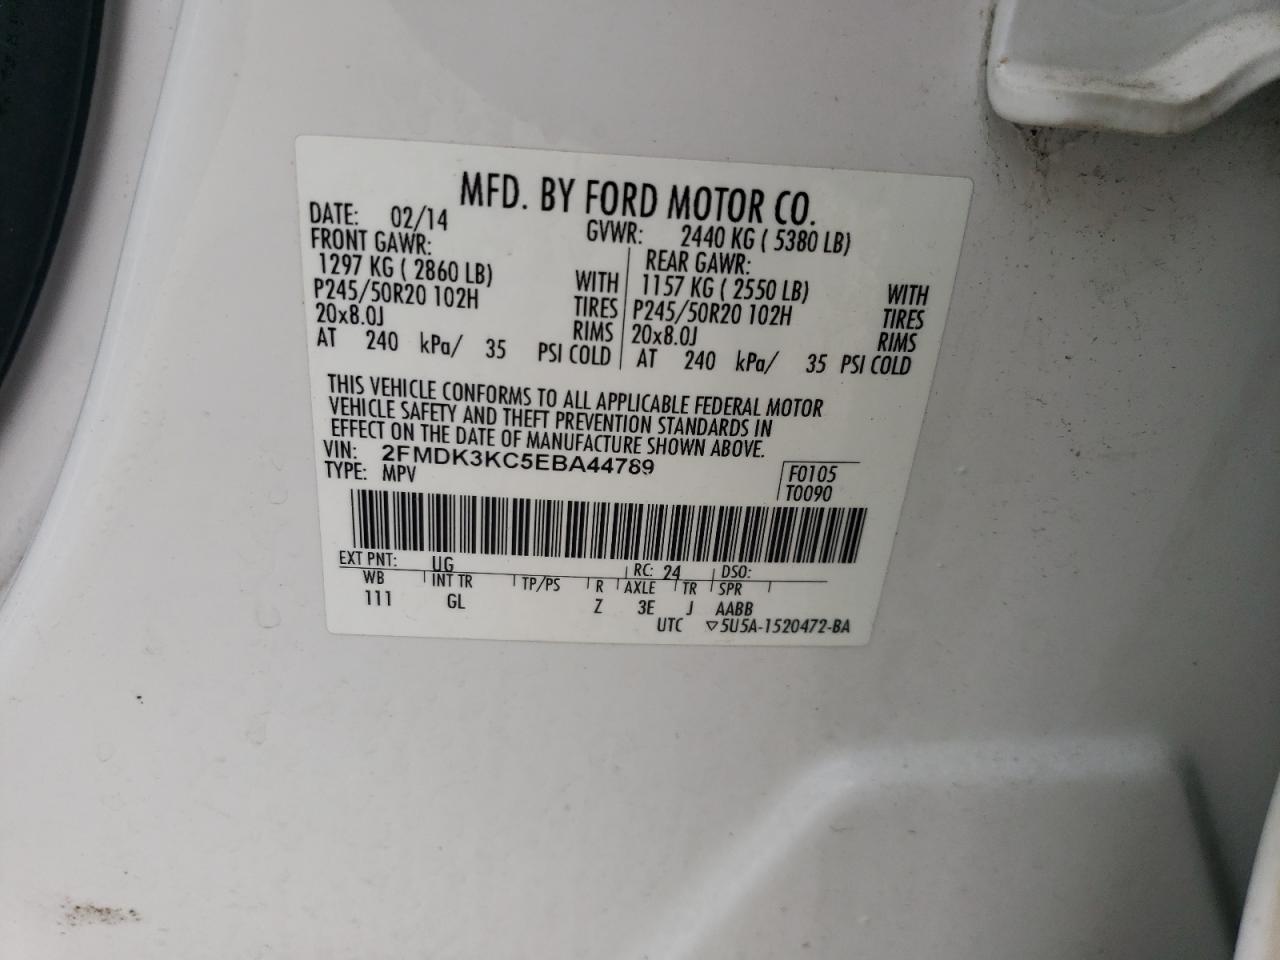 MFD. BY FORD MOTOR CO.
DATE: 02/14 GVWR: 2440 KG ( 5380 LB)
FRONT GAWR: REAR GAWR:
1297 KG ( 2860 LB) WITH 1157 KG ( 2550 LB) WITH
P245/50R20 102H TIRES P245/50R20 102H TIRES
20x8.0J RIMS 20x8.0J RIMS
AT 240 kPa/ 35 PSI COLD AT 240 kPa/ 35 PSI COLD
THIS VEHICLE CONFORMS TO ALL APPLICABLE FEDERAL MOTOR
VEHICLE SAFETY AND THEFT PREVENTION STANDARDS IN
EFFECT ON THE DATE OF MANUFACTURE SHOWN ABOVE.
VIN: 2FMDK3KC5EBA44789 F0105
TYPE: MPV T0090
EXT PNT: UG RC: 24 DSO:
WB INT TR TP/PS R AXLE TR SPR
111 GL Z 3E J AABB
UTC ▽5U5A-1520472-BA